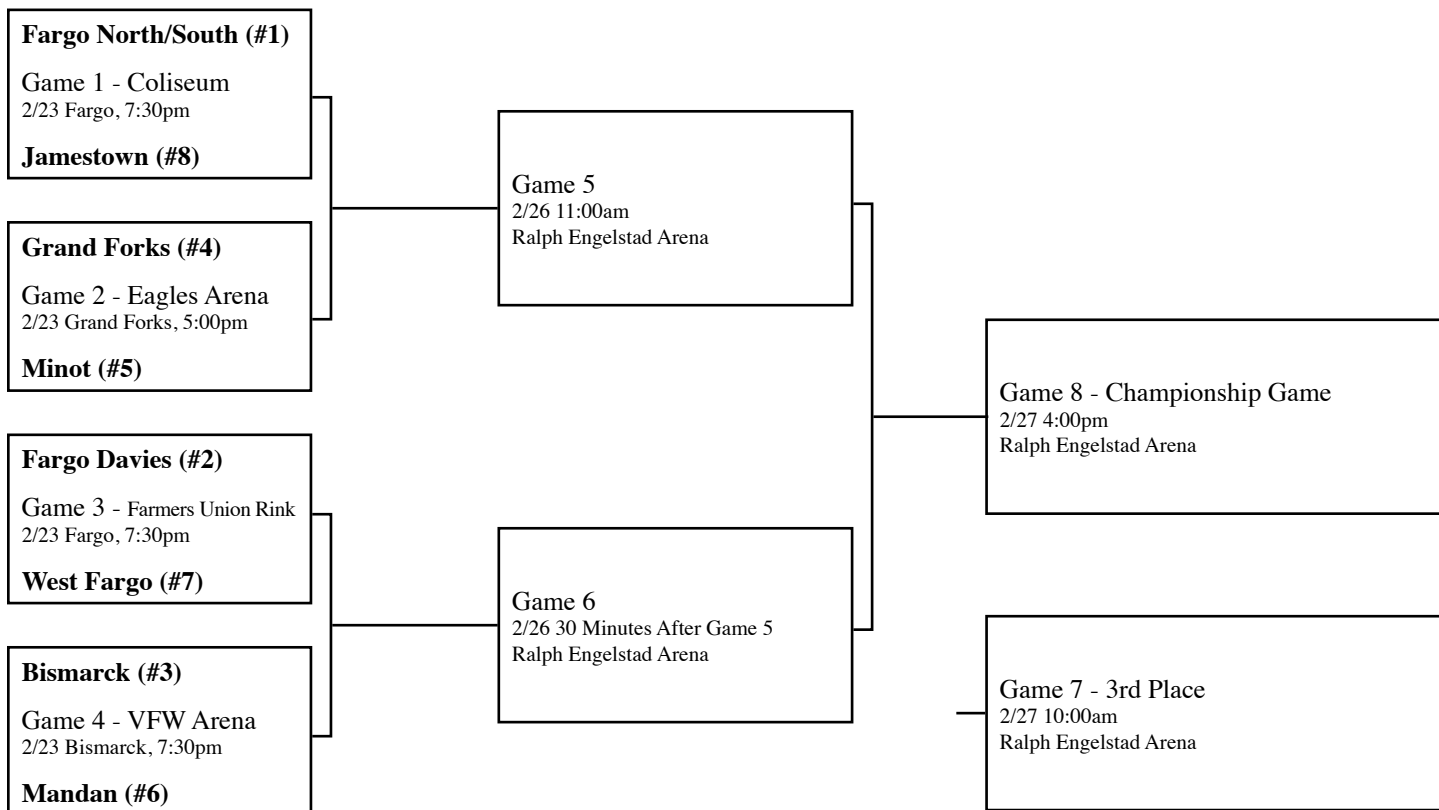 Fargo North/South (#1)
Game 1 - Coliseum
2/23 Fargo, 7:30pm
Jamestown (#8)
Grand Forks (#4)
Game 2 - Eagles Arena
2/23 Grand Forks, 5:00pm
Minot (#5)
Fargo Davies (#2)
Game 3 - Farmers Union Rink
2/23 Fargo, 7:30pm
West Fargo (#7)
Bismarck (#3)
Game 4 - VFW Arena
2/23 Bismarck, 7:30pm
Mandan (#6)
Game 5
2/26 11:00am
Ralph Engelstad Arena
Game 6
2/26 30 Minutes After Game 5
Ralph Engelstad Arena
Game 8 - Championship Game
2/27 4:00pm
Ralph Engelstad Arena
Game 7 - 3rd Place
2/27 10:00am
Ralph Engelstad Arena